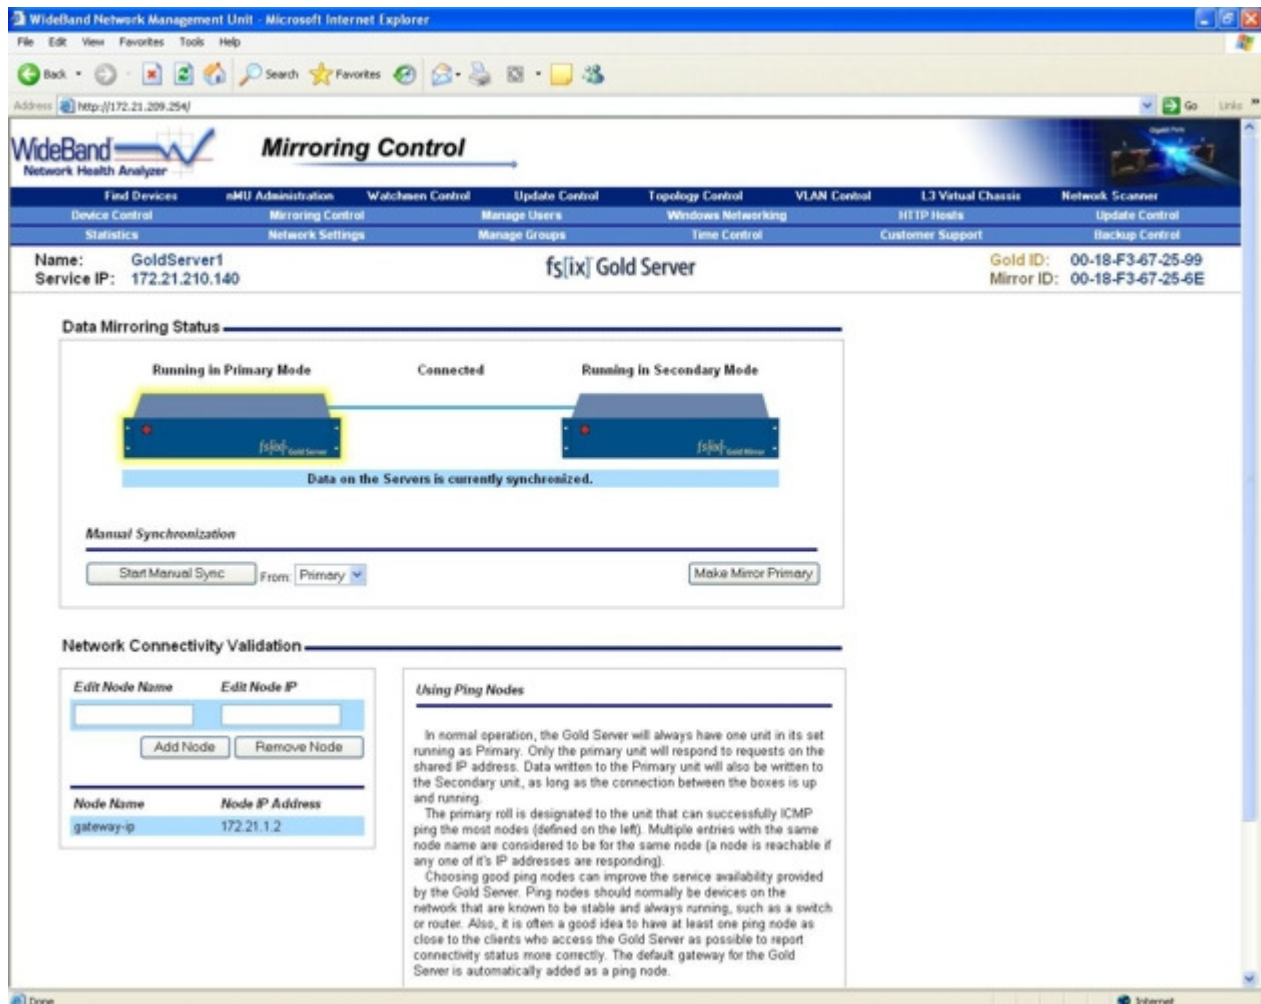 WideBand Network Management Unit - Microsoft Internet Explorer
File Edit View Favorites Tools Help
Back Search Favorites
Address http://172.21.209.254/ Go Links »
WideBand Mirroring Control
Network Health Analyzer
Find Devices nMU Administration Watchmen Control Update Control Topology Control VLAN Control L3 Virtual Chassis Network Scanner
Device Control Mirroring Control Manage Users Windows Networking HTTP Hosts Update Control
Statistics Network Settings Manage Groups Time Control Customer Support Backup Control
Name: GoldServer1 fs[ix] Gold Server Gold ID: 00-18-F3-67-25-99
Service IP: 172.21.210.140 Mirror ID: 00-18-F3-67-25-6E
Data Mirroring Status
Running in Primary Mode Connected Running in Secondary Mode
fs[ix] Gold Server fs[ix] Gold Mirror
Data on the Servers is currently synchronized.
Manual Synchronization
Start Manual Sync From: Primary Make Mirror Primary
Network Connectivity Validation
Edit Node Name Edit Node IP
Add Node Remove Node
Node Name Node IP Address
gateway-ip 172.21.1.2
Using Ping Nodes
In normal operation, the Gold Server will always have one unit in its set
running as Primary. Only the primary unit will respond to requests on the
shared IP address. Data written to the Primary unit will also be written to
the Secondary unit, as long as the connection between the boxes is up
and running.
The primary roll is designated to the unit that can successfully ICMP
ping the most nodes (defined on the left). Multiple entries with the same
node name are considered to be for the same node (a node is reachable if
any one of it's IP addresses are responding).
Choosing good ping nodes can improve the service availability provided
by the Gold Server. Ping nodes should normally be devices on the
network that are known to be stable and always running, such as a switch
or router. Also, it is often a good idea to have at least one ping node as
close to the clients who access the Gold Server as possible to report
connectivity status more correctly. The default gateway for the Gold
Server is automatically added as a ping node.
Done Internet